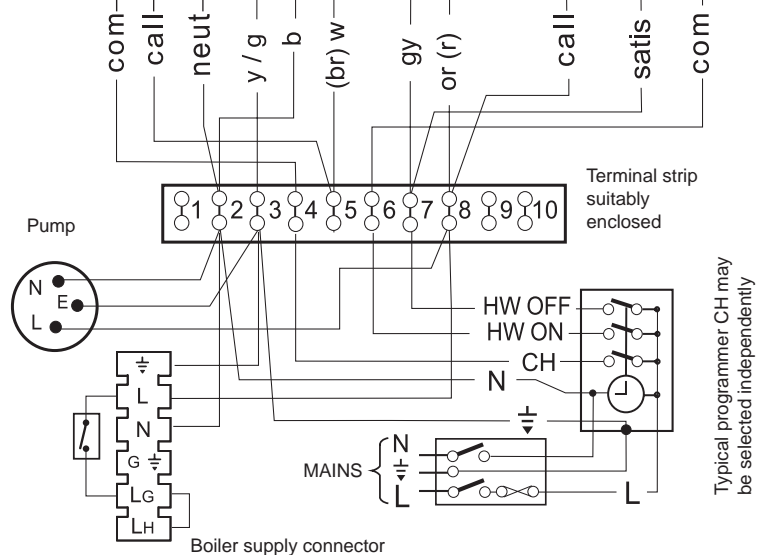 com
call
neut
y / g
b
(br) w
gy
or (r)
call
satis
com
1 2 3 4 5 6 7 8 9 10
Terminal strip
suitably
enclosed
Pump
N
E
L
HW OFF
HW ON
CH
N
Typical programmer CH may
be selected independently
L
N
G
LG
LH
MAINS
N
L
L
Boiler supply connector